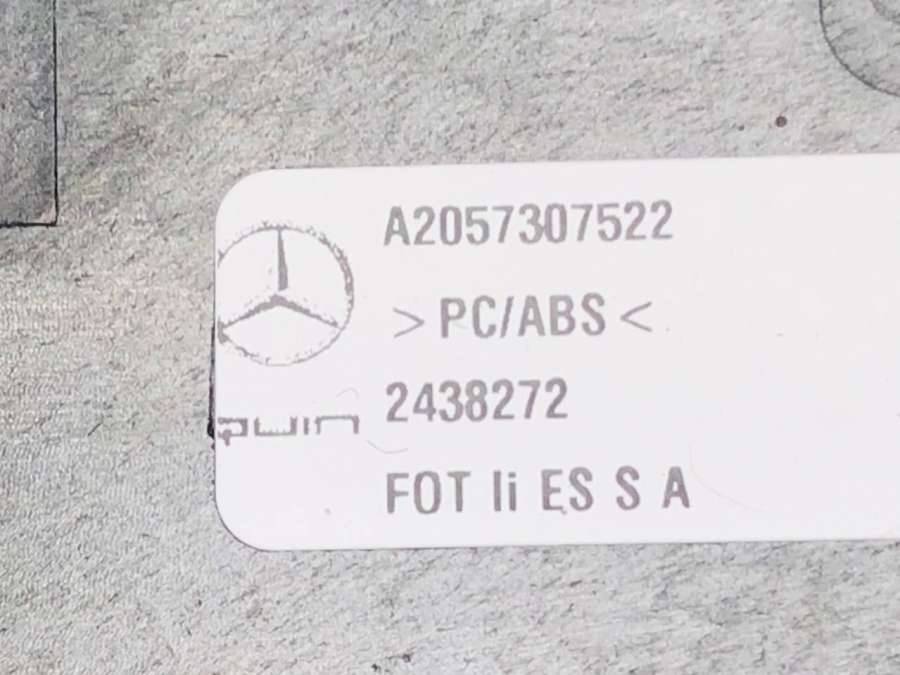 A2057307522
>PC/ABS<
quin
2438272
FOT li ES S A